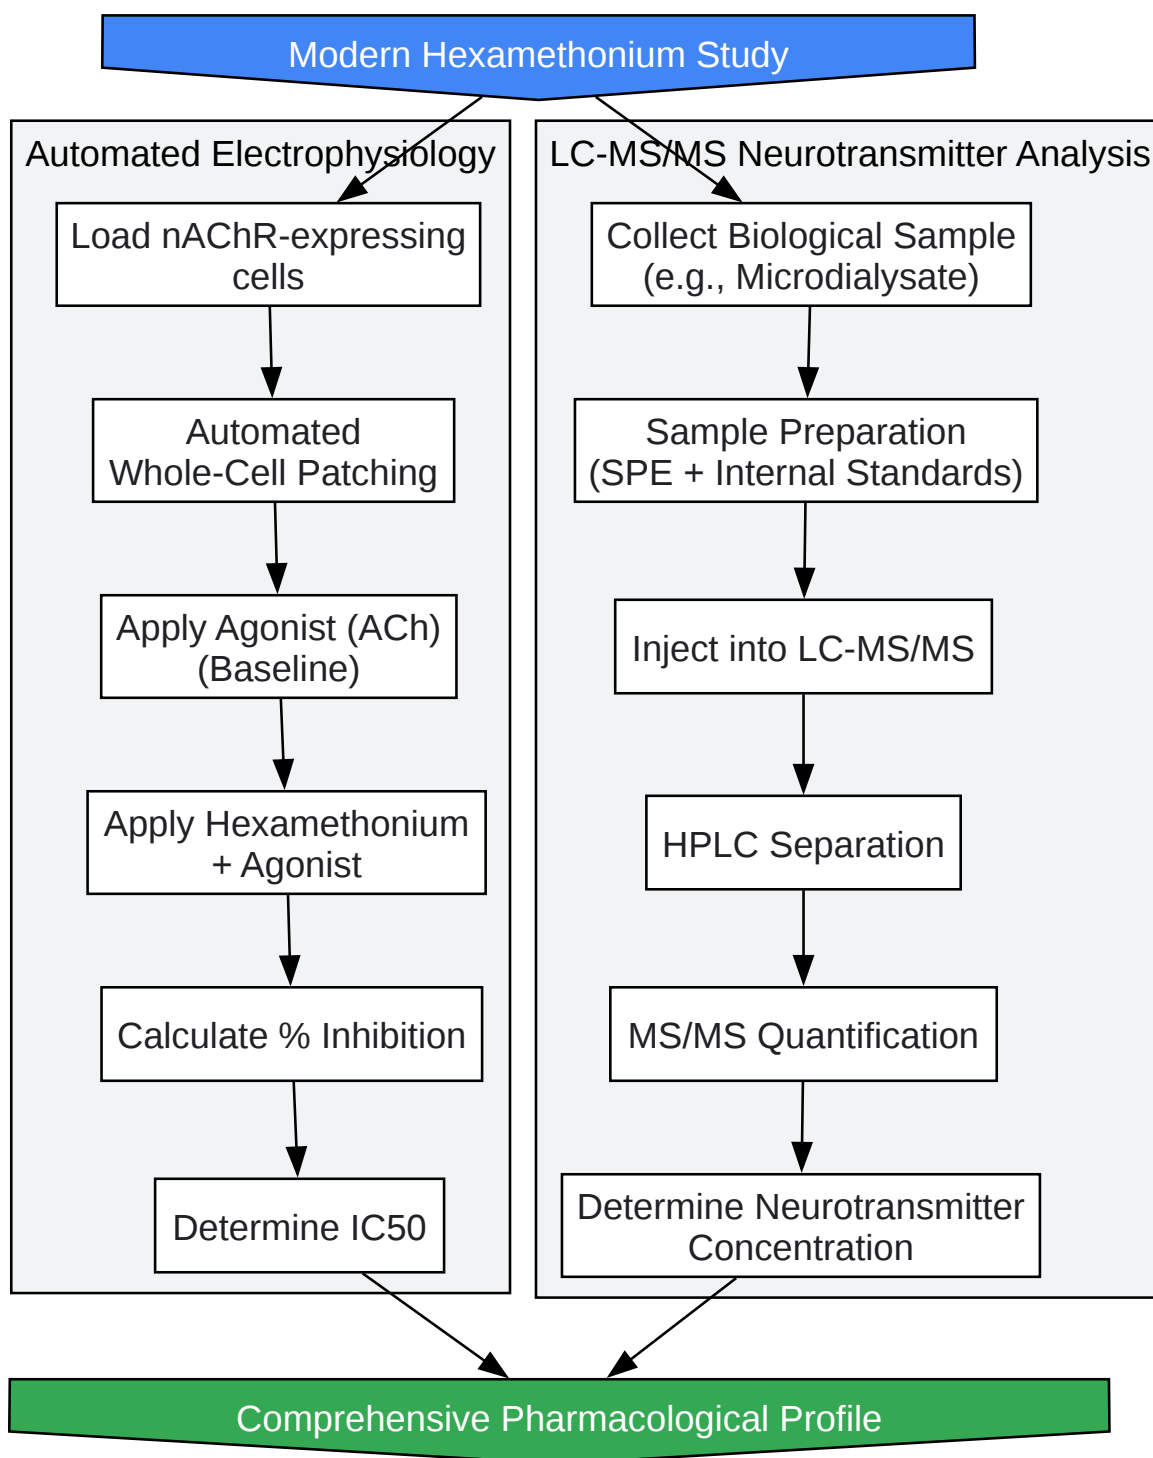 Modern Hexamethonium Study
Automated Electrophysiology
Load nAChR-expressing
cells
Automated
Whole-Cell Patching
Apply Agonist (ACh)
(Baseline)
Apply Hexamethonium
+ Agonist
Calculate % Inhibition
Determine IC50
LC-MS/MS Neurotransmitter Analysis
Collect Biological Sample
(e.g., Microdialysate)
Sample Preparation
(SPE + Internal Standards)
Inject into LC-MS/MS
HPLC Separation
MS/MS Quantification
Determine Neurotransmitter
Concentration
Comprehensive Pharmacological Profile